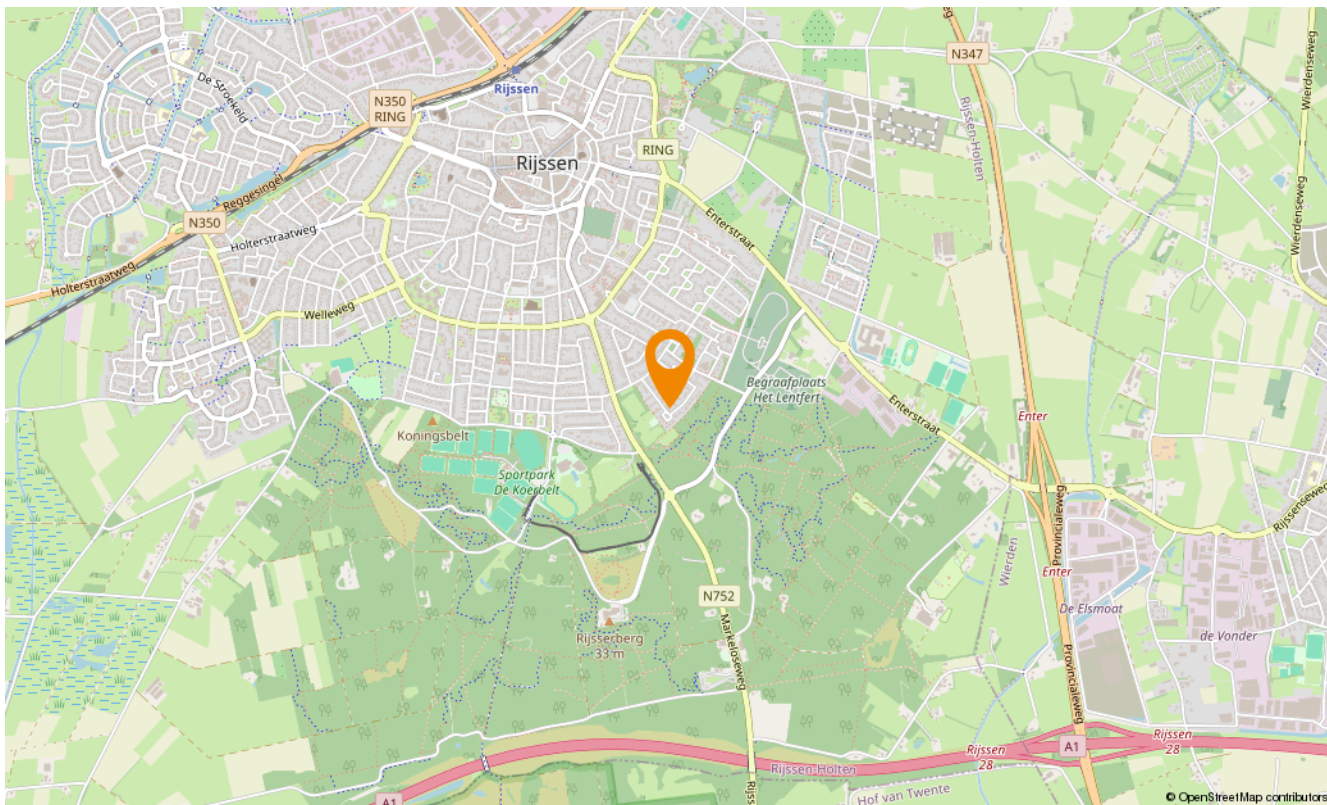 N347
De Stroekeld
Rijssen
N350
RING
Rijssen-Holten
Wierdenseweg
Rijssen
RING
Reggesingel
N350
Enterstraat
Holterstraatweg
Wierdenseweg
Holterstraatweg
Welleweg
Begraafplaats
Het Lentfert
Enterstraat
Enter
Koningsbelt
Sportpark
De Koerbelt
Rijssenseweg
Provincialeweg
Wierden
Enter
N752
De Elsmoat
Markeloseweg
Rijsserberg
33 m
de Vonder
Provincialeweg
Rijssen
28
A1
Rijssen
28
Rijssen-Holten
Hof van Twente
A1
© OpenStreetMap contributors